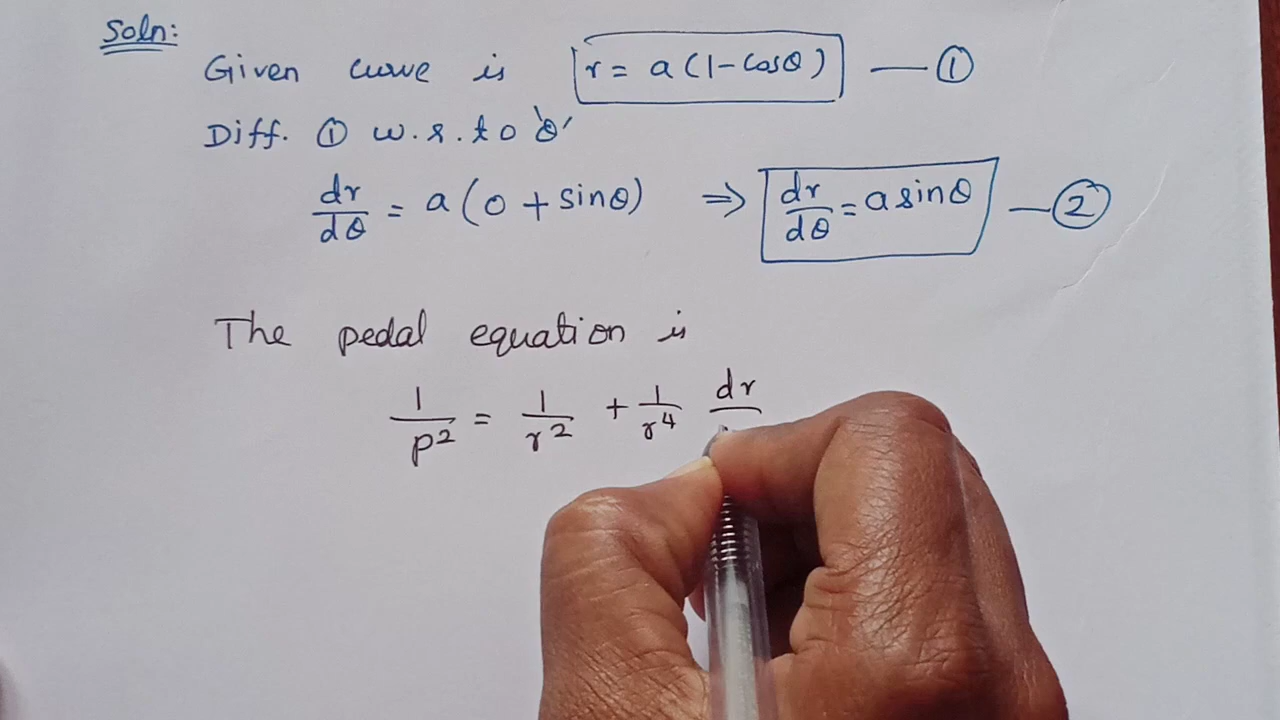 Soln:
Given curve is r = a(1-cosθ) — ①
Diff. ① w.r.to 'θ'
dr/dθ = a(0 + sinθ) ⇒ dr/dθ = a sinθ — ②
The pedal equation is
1/p² = 1/r² + 1/r⁴ dr